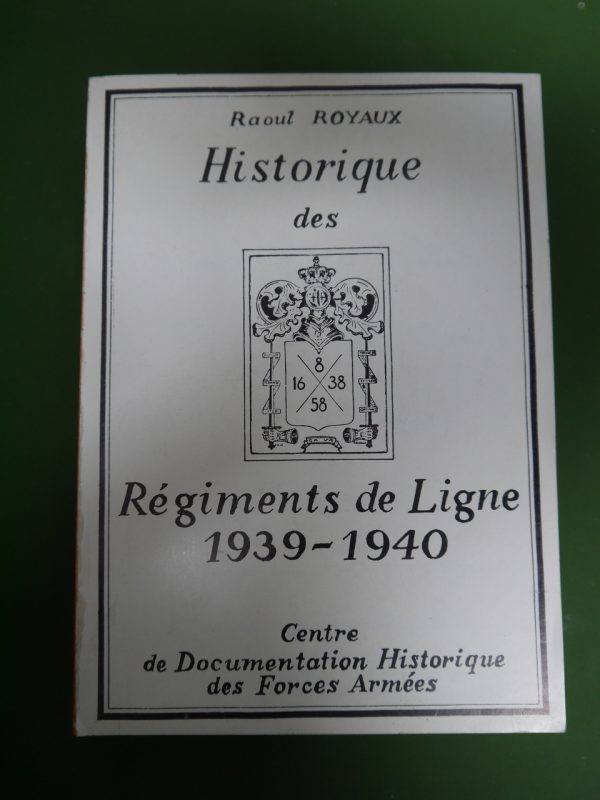 Raoul ROYAUX
Historique
des
8
16 38
58
Régiments de Ligne
1939-1940
Centre
de Documentation Historique
des Forces Armées